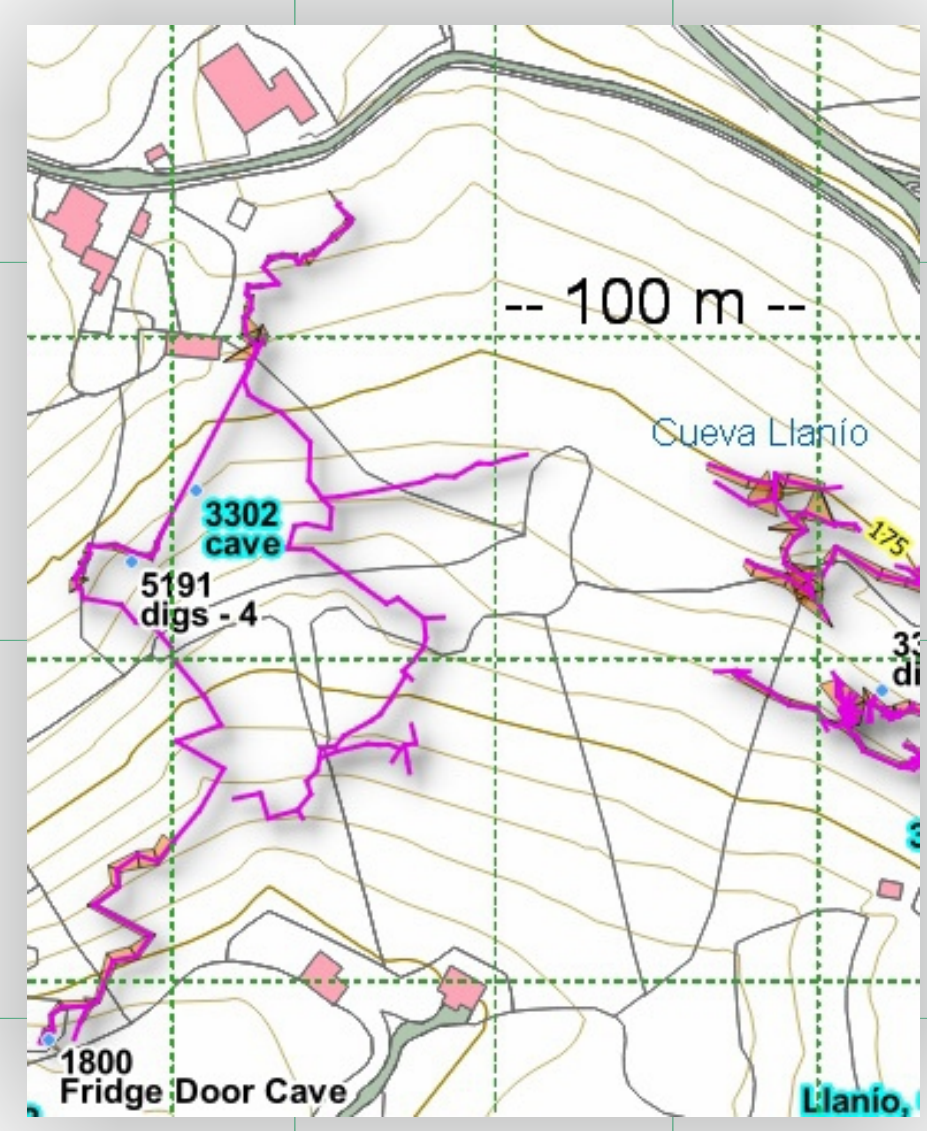 -- 100 m --
Cueva Llanío
3302
cave
175
5191
digs - 4
1800
Fridge Door Cave
Llanío,